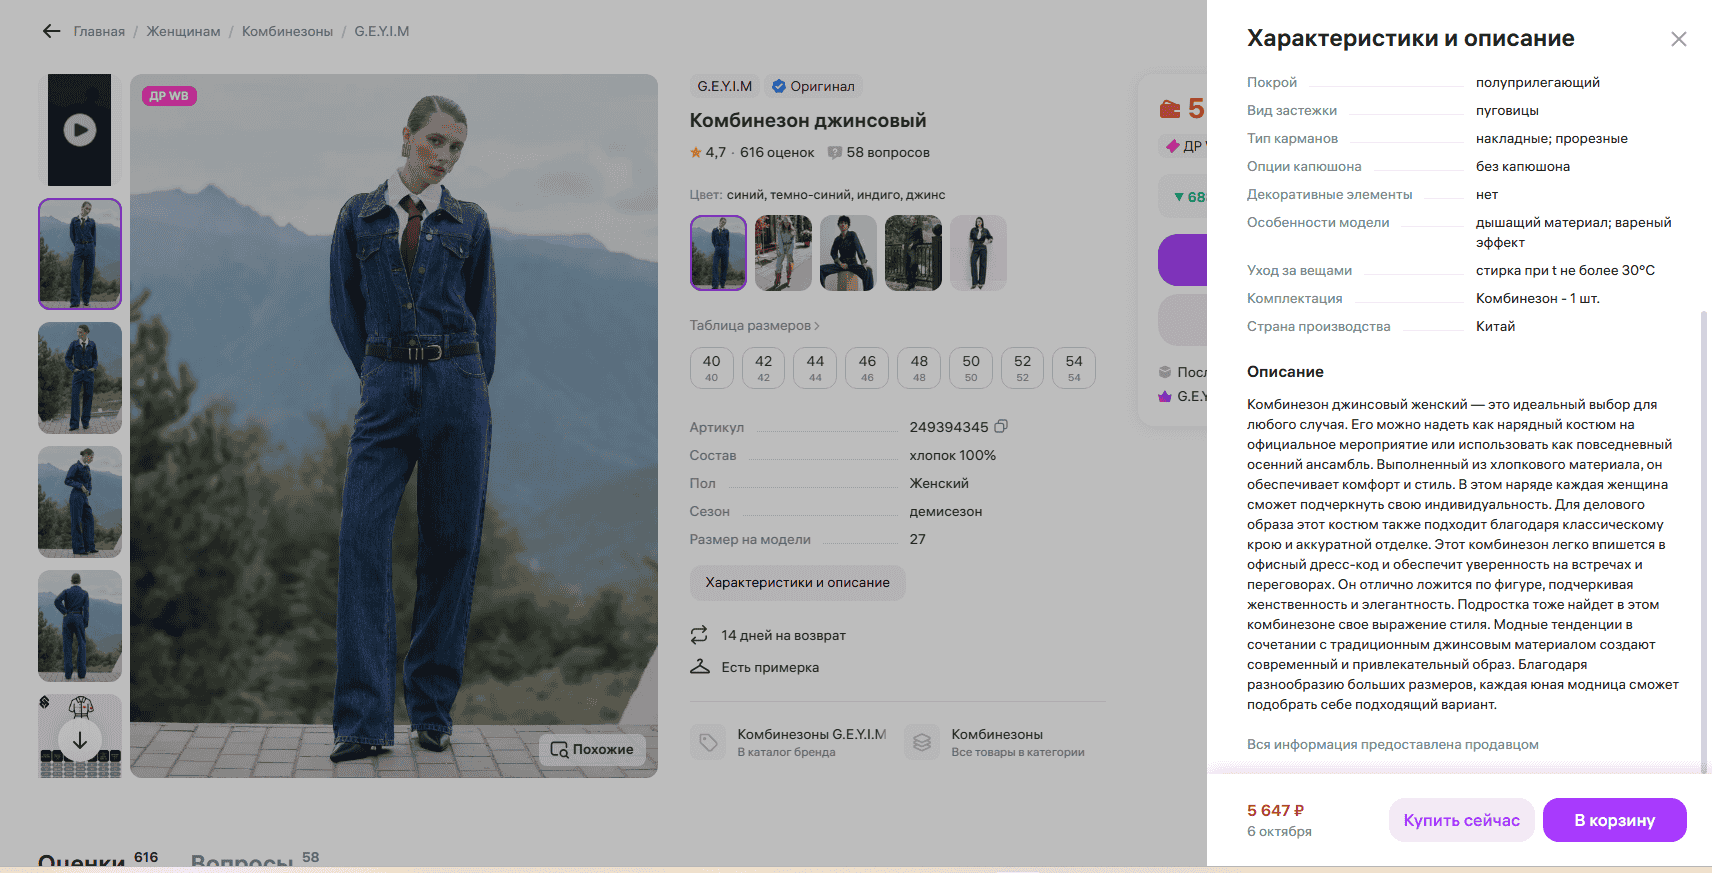 Главная / Женщинам / Комбинезоны / G.E.Y.I.M
ДР WB
Похожие
G.E.Y.I.M
Оригинал
Комбинезон джинсовый
4,7 · 616 оценок
58 вопросов
Цвет: синий, темно-синий, индиго, джинс
Таблица размеров
40 42 44 46 48 50 52 54
40 42 44 46 48 50 52 54
Артикул 249394345
Состав хлопок 100%
Пол Женский
Сезон демисезон
Размер на модели 27
Характеристики и описание
14 дней на возврат
Есть примерка
Комбинезоны G.E.Y.I.M
В каталог бренда
Комбинезоны
Все товары в категории
Оценки 616
Вопросы 58
5
ДР
68
Посл
G.E.Y
Характеристики и описание
Покрой полуприлегающий
Вид застежки пуговицы
Тип карманов накладные; прорезные
Опции капюшона без капюшона
Декоративные элементы нет
Особенности модели дышащий материал; вареный
эффект
Уход за вещами стирка при t не более 30°C
Комплектация Комбинезон - 1 шт.
Страна производства Китай
Описание
Комбинезон джинсовый женский — это идеальный выбор для
любого случая. Его можно надеть как нарядный костюм на
официальное мероприятие или использовать как повседневный
осенний ансамбль. Выполненный из хлопкового материала, он
обеспечивает комфорт и стиль. В этом наряде каждая женщина
сможет подчеркнуть свою индивидуальность. Для делового
образа этот костюм также подходит благодаря классическому
крою и аккуратной отделке. Этот комбинезон легко впишется в
офисный дресс-код и обеспечит уверенность на встречах и
переговорах. Он отлично ложится по фигуре, подчеркивая
женственность и элегантность. Подростка тоже найдет в этом
комбинезоне свое выражение стиля. Модные тенденции в
сочетании с традиционным джинсовым материалом создают
современный и привлекательный образ. Благодаря
разнообразию больших размеров, каждая юная модница сможет
подобрать себе подходящий вариант.
Вся информация предоставлена продавцом
5 647 ₽
6 октября
Купить сейчас
В корзину